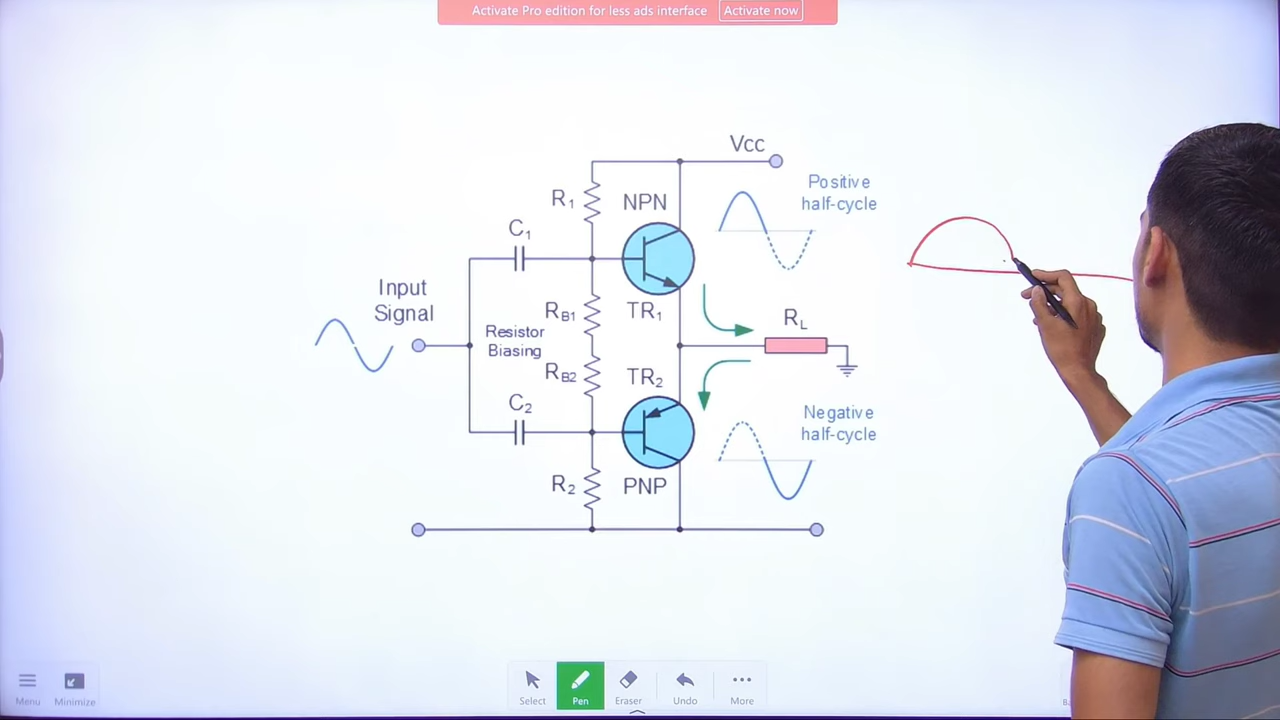 Activate Pro edition for less ads interface Activate now
Vcc
Positive
half-cycle
R1
NPN
C1
Input
Signal
RB1
TR1
RL
Resistor
Biasing
RB2
TR2
C2
Negative
half-cycle
R2
PNP
Menu
Minimize
Select
Pen
Eraser
Undo
More